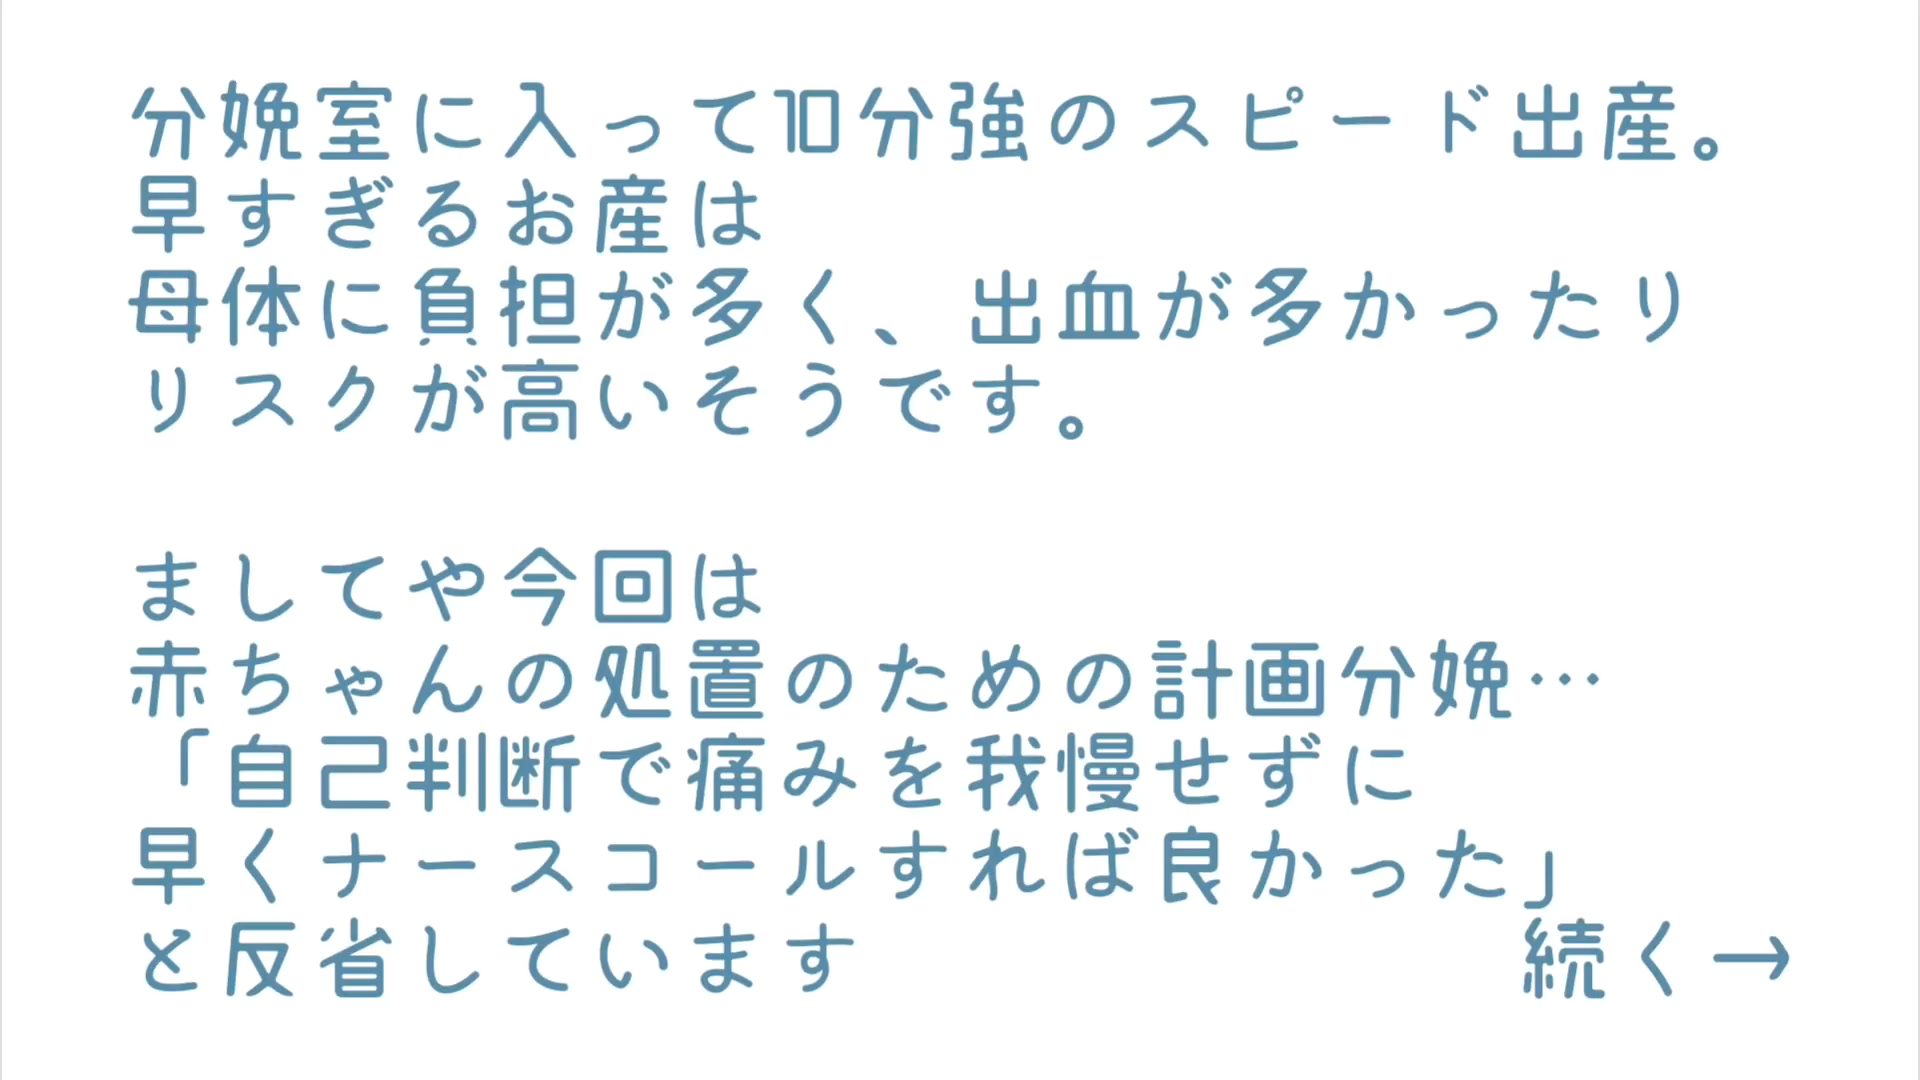 分娩室に入って10分強のスピード出産。
早すぎるお産は
母体に負担が多く、出血が多かったり
リスクが高いそうです。
ましてや今回は
赤ちゃんの処置のための計画分娩…
「自己判断で痛みを我慢せずに
早くナースコールすれば良かった」
と反省しています 続く→